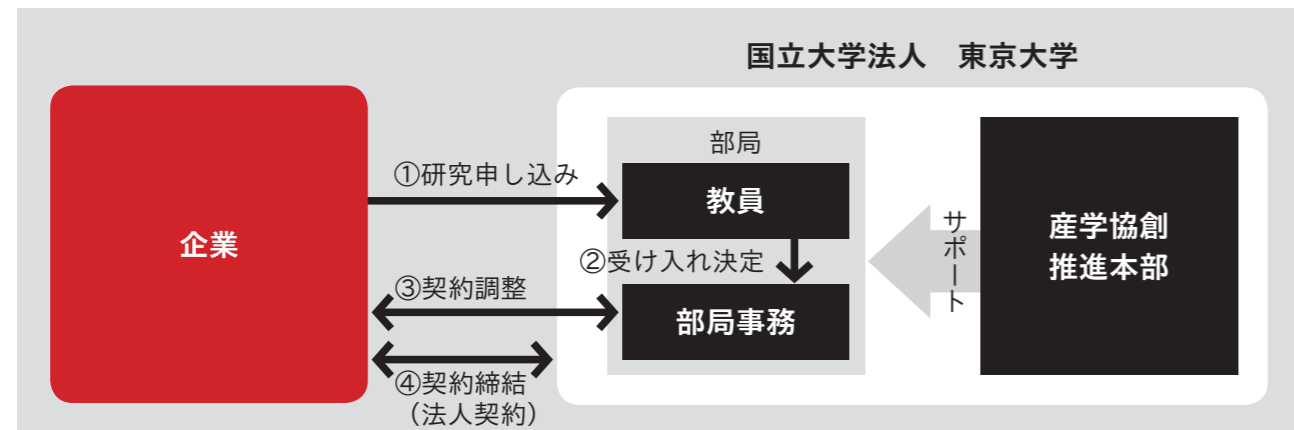 国立大学法人　東京大学
企業
①研究申し込み
部局
教員
②受け入れ決定
③契約調整
部局事務
④契約締結
（法人契約）
サポート
産学協創
推進本部